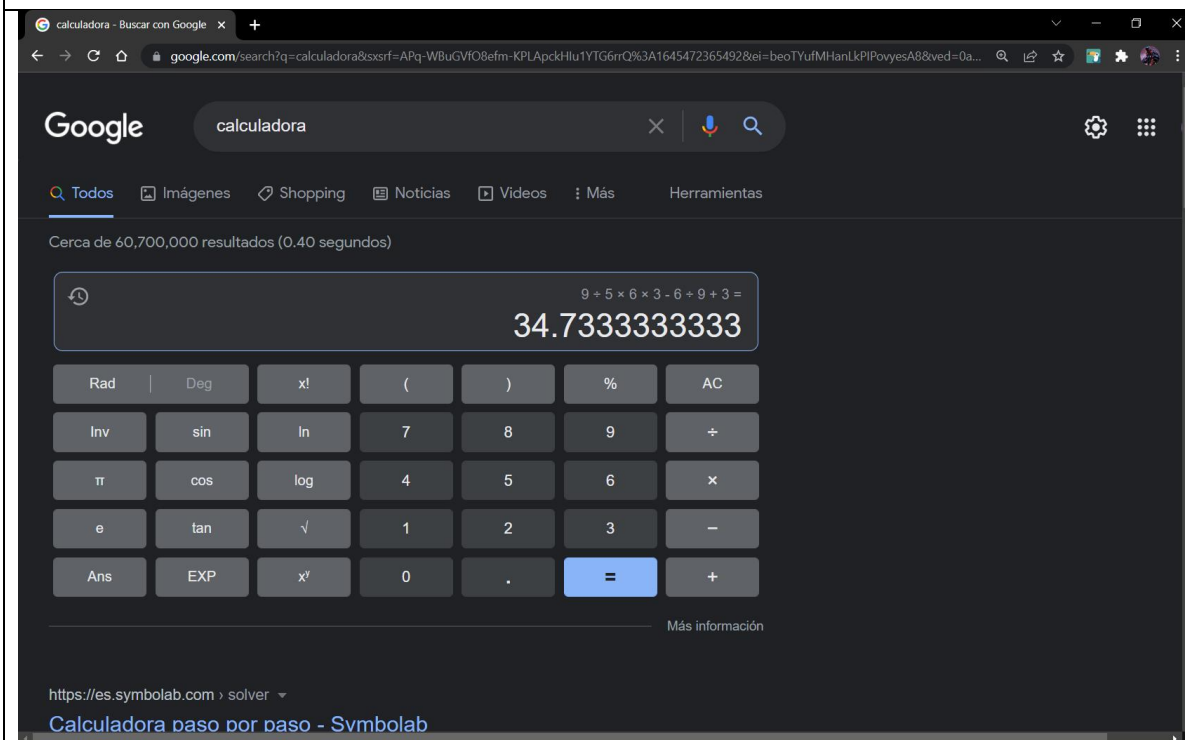 calculadora - Buscar con Google
google.com/search?q=calculadora&sxsrf=APq-WBuGVfO8efm-KPLApckHIu1YTG6rrQ%3A1645472365492&ei=beoTYufMHanLkPIPovyesA8&ved=0a...
Google calculadora
Todos Imágenes Shopping Noticias Videos Más Herramientas
Cerca de 60,700,000 resultados (0.40 segundos)
9 ÷ 5 × 6 × 3 - 6 ÷ 9 + 3 =
34.7333333333
Rad | Deg x! ( ) % AC
Inv sin ln 7 8 9 ÷
π cos log 4 5 6 ×
e tan √ 1 2 3 −
Ans EXP xʸ 0 . = +
Más información
https://es.symbolab.com › solver
Calculadora paso por paso - Symbolab